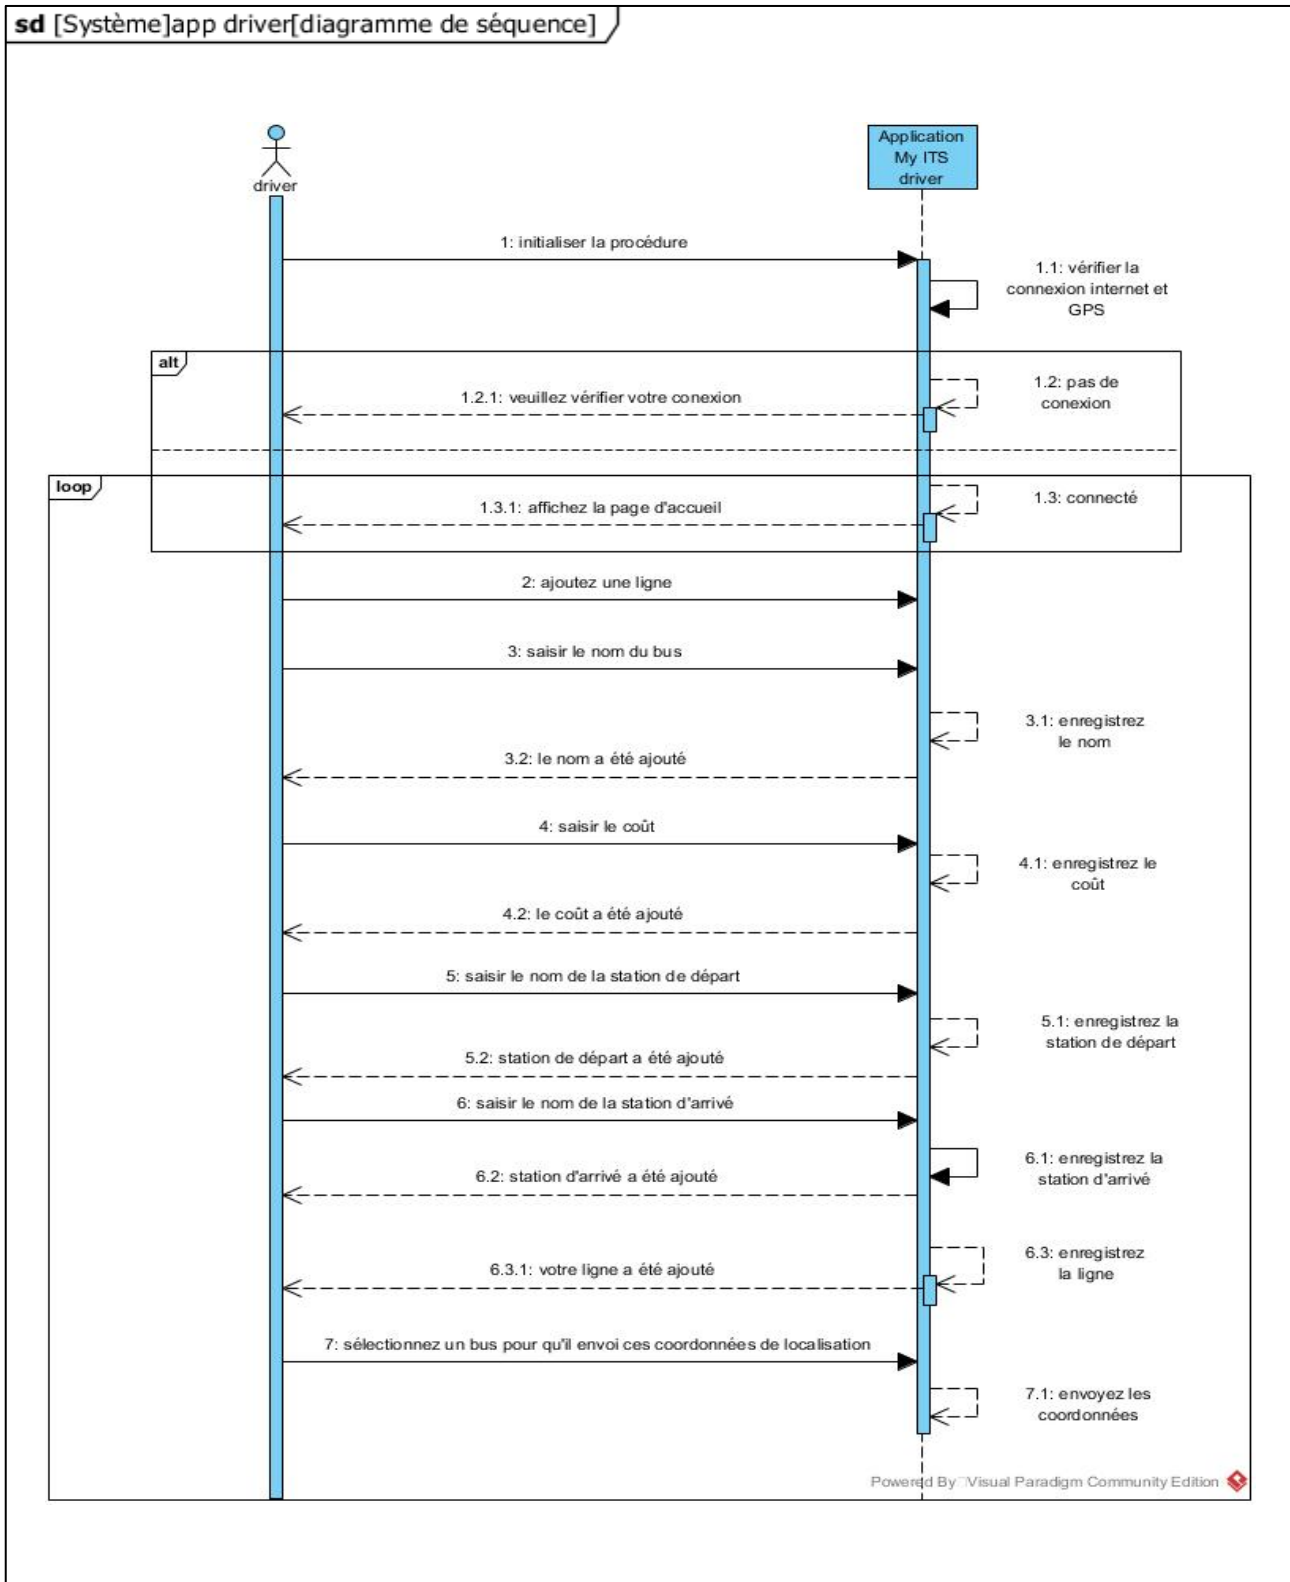 sd [Système]app driver[diagramme de séquence]
driver
Application
My ITS
driver
1: initialiser la procédure
1.1: vérifier la
connexion internet et
GPS
alt
1.2: pas de
conexion
1.2.1: veuillez vérifier votre conexion
loop
1.3: connecté
1.3.1: affichez la page d'accueil
2: ajoutez une ligne
3: saisir le nom du bus
3.1: enregistrez
le nom
3.2: le nom a été ajouté
4: saisir le coût
4.1: enregistrez le
coût
4.2: le coût a été ajouté
5: saisir le nom de la station de départ
5.1: enregistrez la
station de départ
5.2: station de départ a été ajouté
6: saisir le nom de la station d'arrivé
6.1: enregistrez la
station d'arrivé
6.2: station d'arrivé a été ajouté
6.3: enregistrez
la ligne
6.3.1: votre ligne a été ajouté
7: sélectionnez un bus pour qu'il envoi ces coordonnées de localisation
7.1: envoyez les
coordonnées
Powered By Visual Paradigm Community Edition